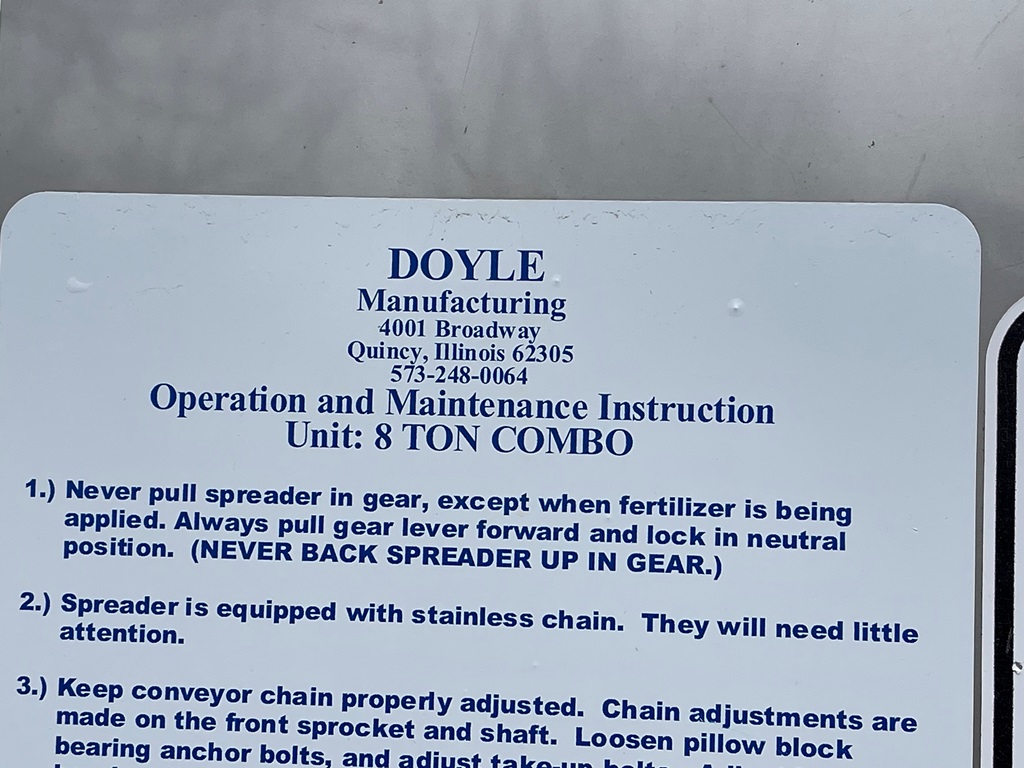 DOYLE
Manufacturing
4001 Broadway
Quincy, Illinois 62305
573-248-0064
Operation and Maintenance Instruction
Unit: 8 TON COMBO
1.) Never pull spreader in gear, except when fertilizer is being
applied. Always pull gear lever forward and lock in neutral
position. (NEVER BACK SPREADER UP IN GEAR.)
2.) Spreader is equipped with stainless chain. They will need little
attention.
3.) Keep conveyor chain properly adjusted. Chain adjustments are
made on the front sprocket and shaft. Loosen pillow block
bearing anchor bolts, and adjust take-up bolts.